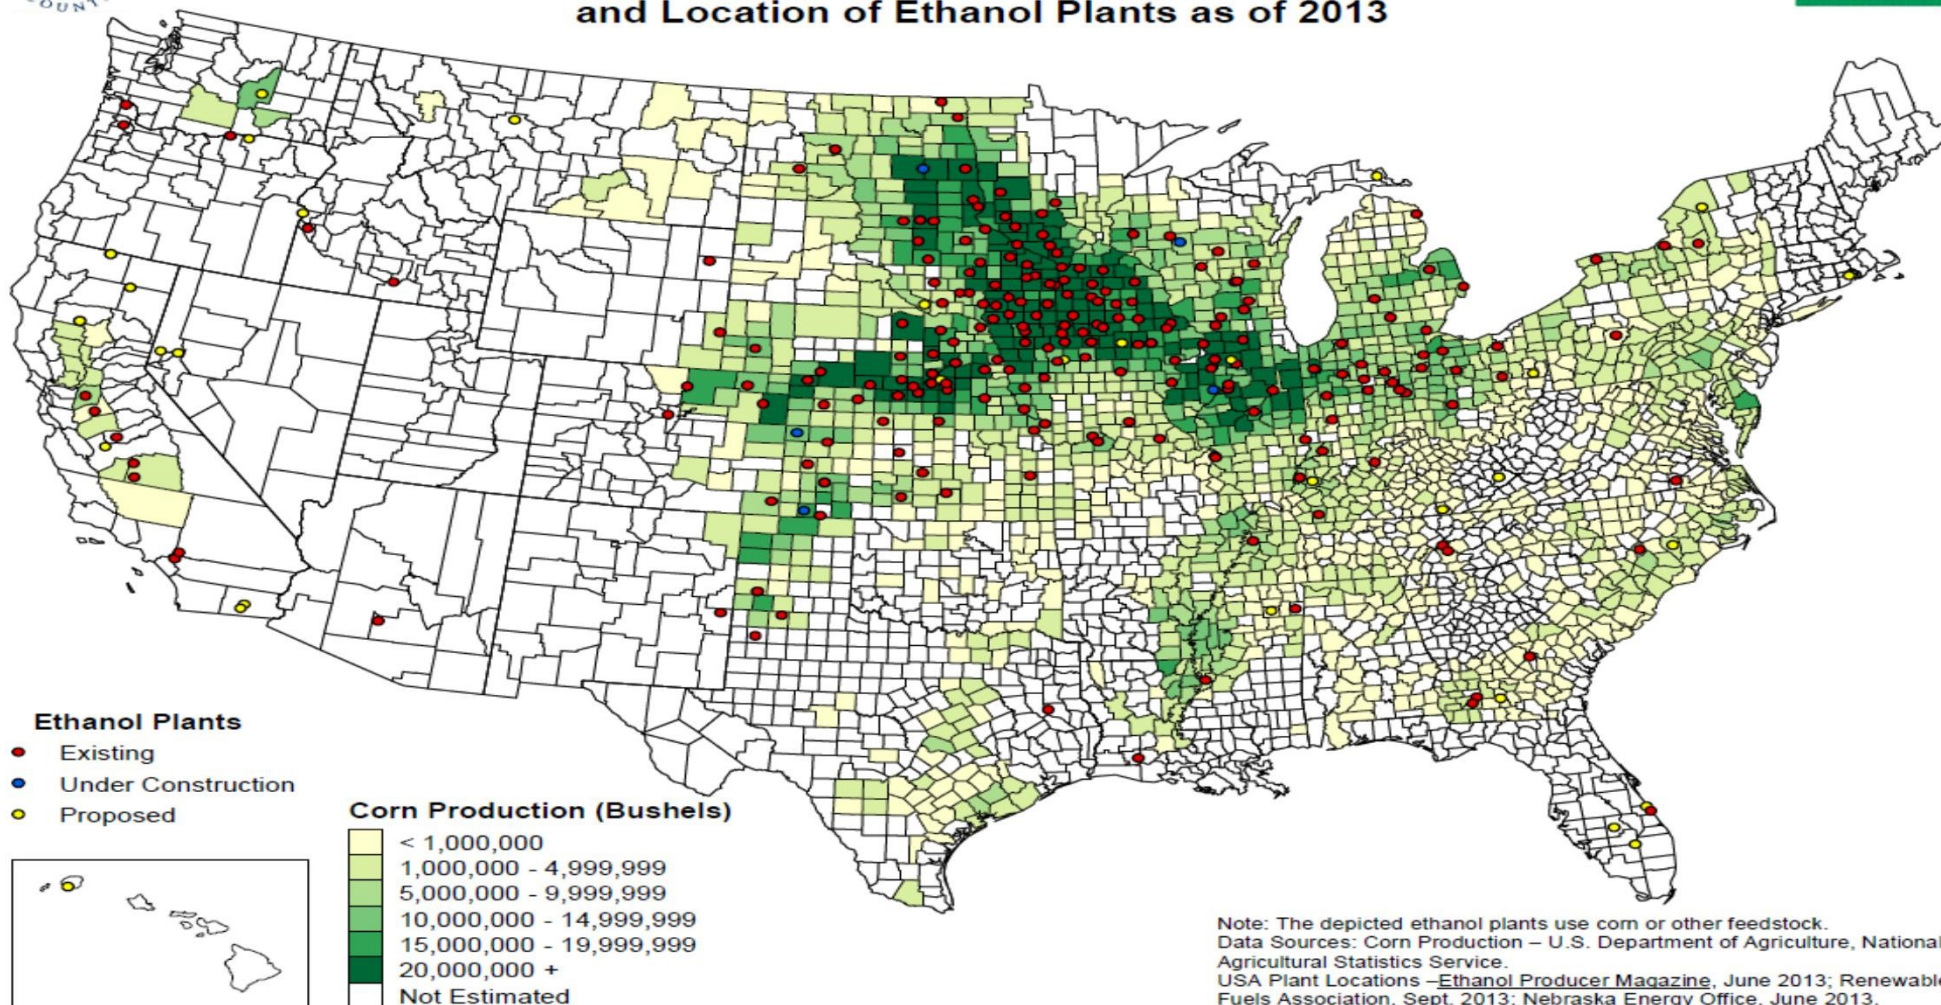 OUNT
and Location of Ethanol Plants as of 2013
Ethanol Plants
Existing
Under Construction
Proposed
Corn Production (Bushels)
< 1,000,000
1,000,000 - 4,999,999
5,000,000 - 9,999,999
10,000,000 - 14,999,999
15,000,000 - 19,999,999
20,000,000 +
Not Estimated
Note: The depicted ethanol plants use corn or other feedstock.
Data Sources: Corn Production – U.S. Department of Agriculture, National
Agricultural Statistics Service.
USA Plant Locations –Ethanol Producer Magazine, June 2013; Renewable
Fuels Association, Sept. 2013; Nebraska Energy Office, June 2013.